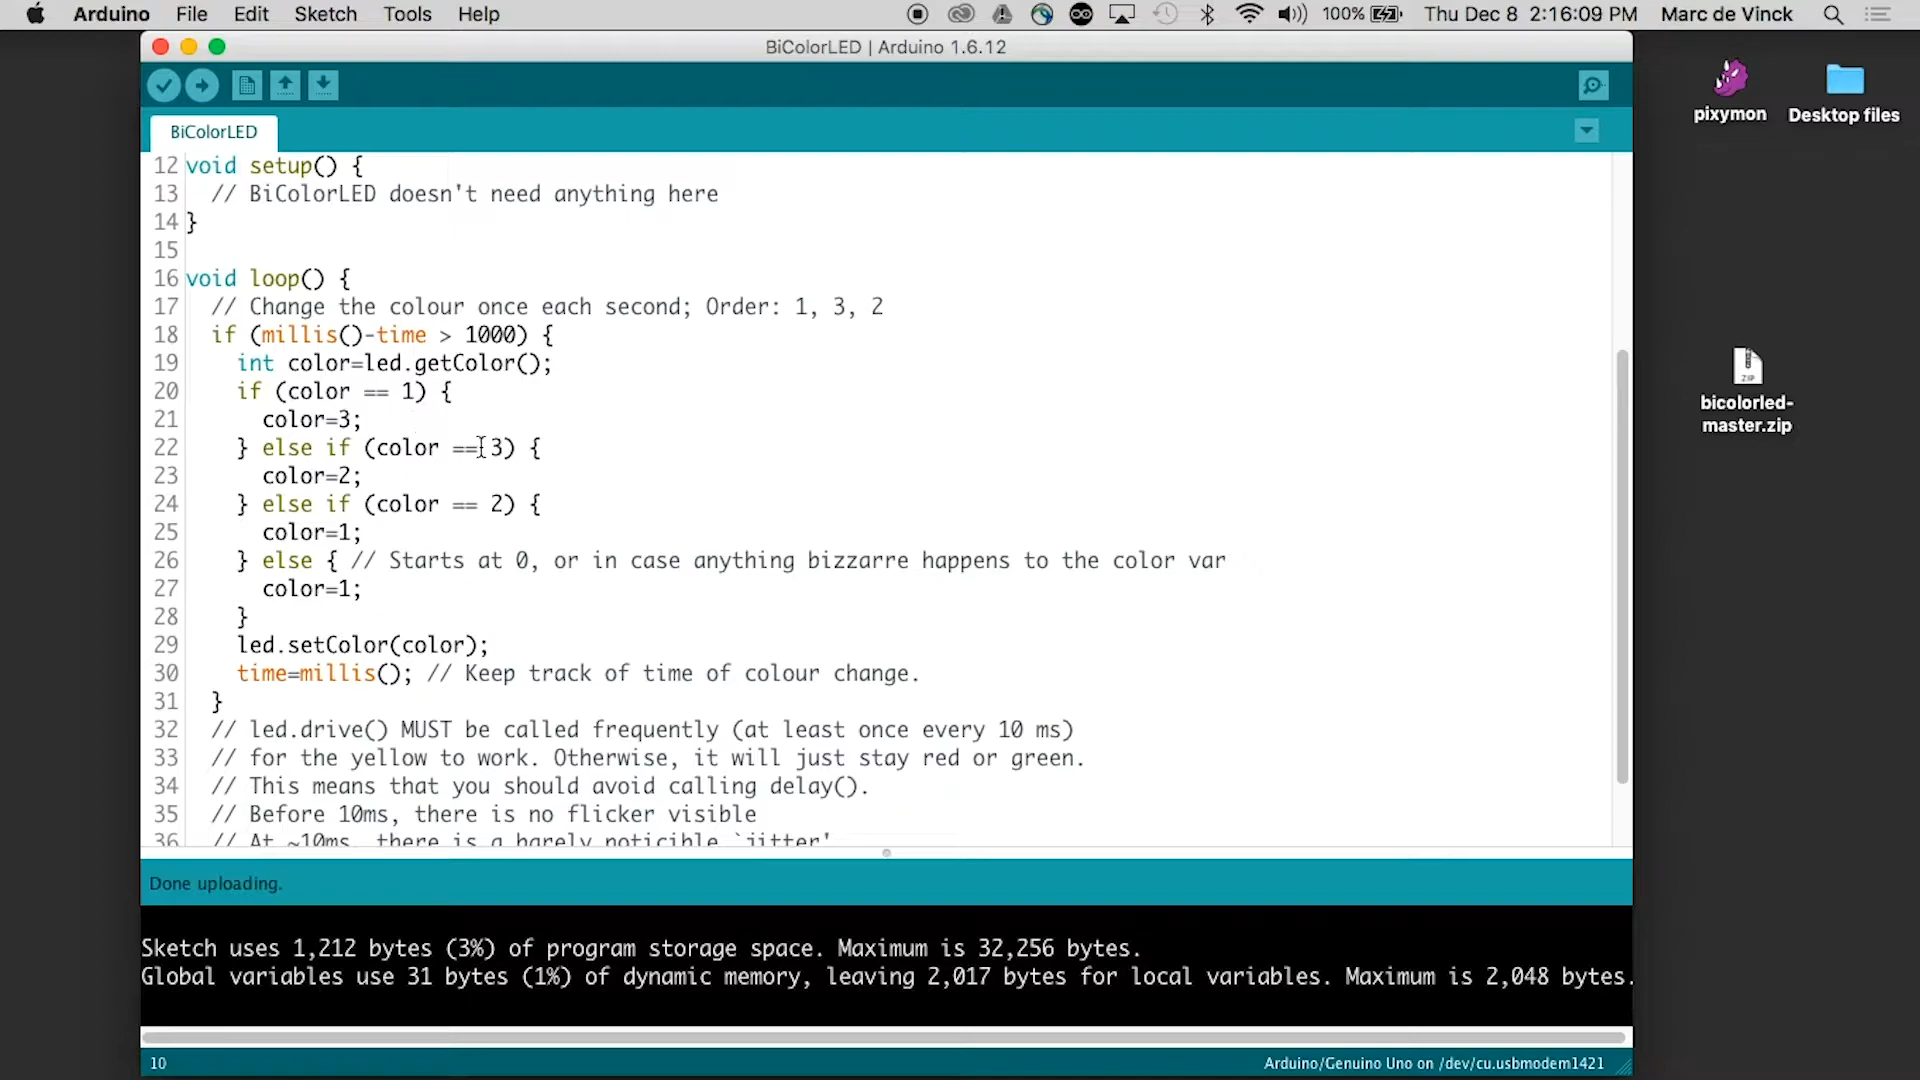 Arduino File Edit Sketch Tools Help 100% Thu Dec 8 2:16:09 PM Marc de Vinck
BiColorLED | Arduino 1.6.12
BiColorLED
12 void setup() {
13 // BiColorLED doesn't need anything here
14 }
15
16 void loop() {
17 // Change the colour once each second; Order: 1, 3, 2
18 if (millis()-time > 1000) {
19 int color=led.getColor();
20 if (color == 1) {
21 color=3;
22 } else if (color == 3) {
23 color=2;
24 } else if (color == 2) {
25 color=1;
26 } else { // Starts at 0, or in case anything bizzarre happens to the color var
27 color=1;
28 }
29 led.setColor(color);
30 time=millis(); // Keep track of time of colour change.
31 }
32 // led.drive() MUST be called frequently (at least once every 10 ms)
33 // for the yellow to work. Otherwise, it will just stay red or green.
34 // This means that you should avoid calling delay().
35 // Before 10ms, there is no flicker visible
36 // At ~10ms, there is a barely noticible `jitter'
Done uploading.
Sketch uses 1,212 bytes (3%) of program storage space. Maximum is 32,256 bytes.
Global variables use 31 bytes (1%) of dynamic memory, leaving 2,017 bytes for local variables. Maximum is 2,048 bytes.
10 Arduino/Genuino Uno on /dev/cu.usbmodem1421
pixymon
Desktop files
ZIP
bicolorled-
master.zip